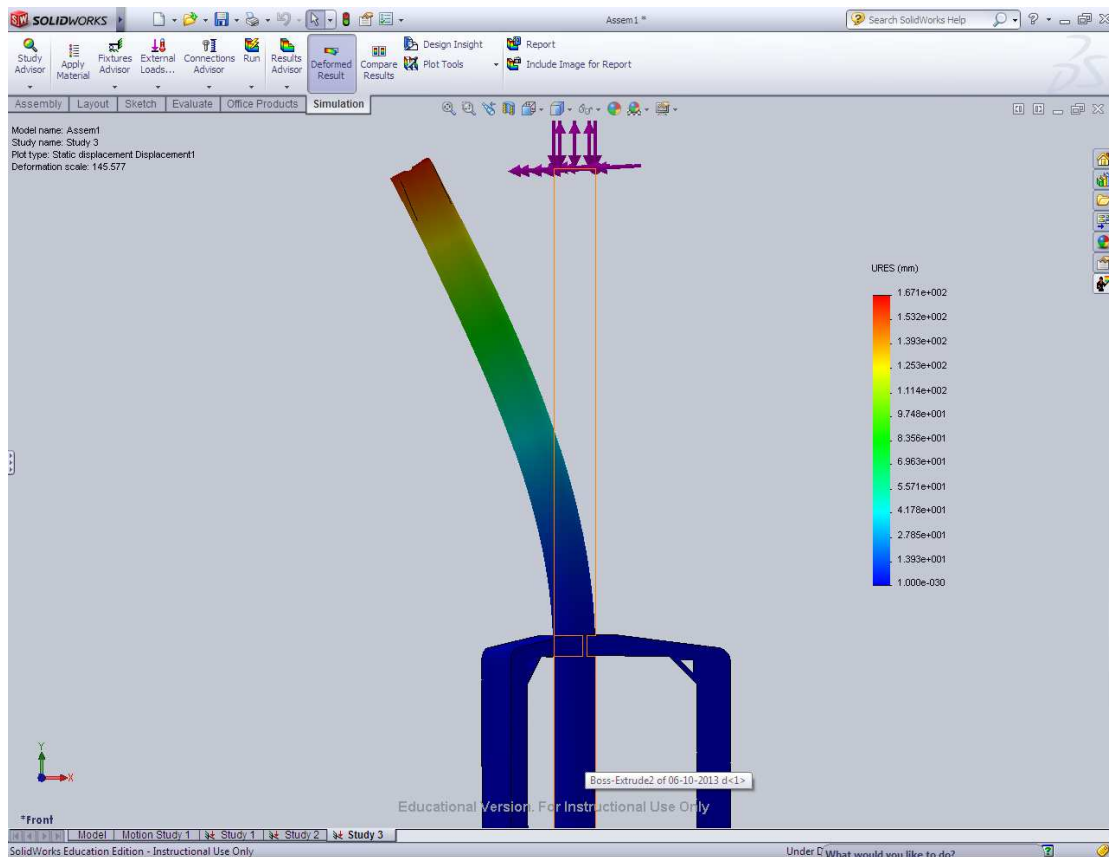 SOLIDWORKS
Assem1 *
Search SolidWorks Help
Study Advisor
Apply Material
Fixtures Advisor
External Loads...
Connections Advisor
Run
Results Advisor
Deformed Result
Compare Results
Design Insight
Plot Tools
Report
Include Image for Report
Assembly Layout Sketch Evaluate Office Products Simulation
Model name: Assem1
Study name: Study 3
Plot type: Static displacement Displacement1
Deformation scale: 145.577
URES (mm)
1.671e+002
1.532e+002
1.393e+002
1.253e+002
1.114e+002
9.748e+001
8.356e+001
6.963e+001
5.571e+001
4.178e+001
2.785e+001
1.393e+001
1.000e-030
Y
X
Boss-Extrude2 of 06-10-2013 d<1>
Educational Version. For Instructional Use Only
*Front
Model Motion Study 1 Study 1 Study 2 Study 3
SolidWorks Education Edition - Instructional Use Only
Under D
What would you like to do?